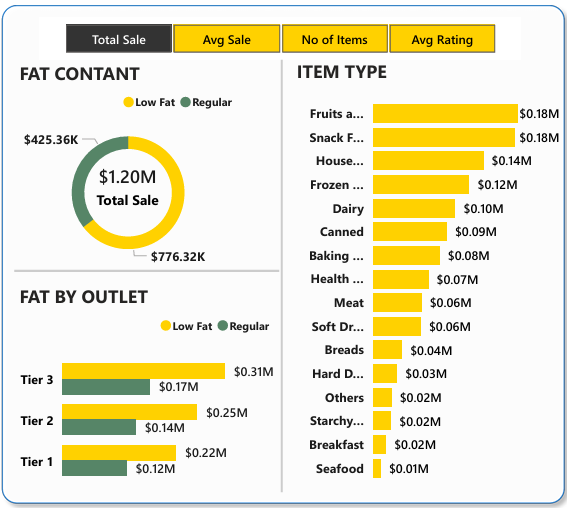 Total Sale
Avg Sale
No of Items
Avg Rating
FAT CONTANT
Low Fat
Regular
$425.36K
$1.20M
Total Sale
$776.32K
FAT BY OUTLET
Low Fat
Regular
Tier 3
$0.31M
$0.17M
Tier 2
$0.25M
$0.14M
Tier 1
$0.22M
$0.12M
ITEM TYPE
Fruits a... $0.18M
Snack F... $0.18M
House... $0.14M
Frozen ... $0.12M
Dairy $0.10M
Canned $0.09M
Baking ... $0.08M
Health ... $0.07M
Meat $0.06M
Soft Dr... $0.06M
Breads $0.04M
Hard D... $0.03M
Others $0.02M
Starchy... $0.02M
Breakfast $0.02M
Seafood $0.01M